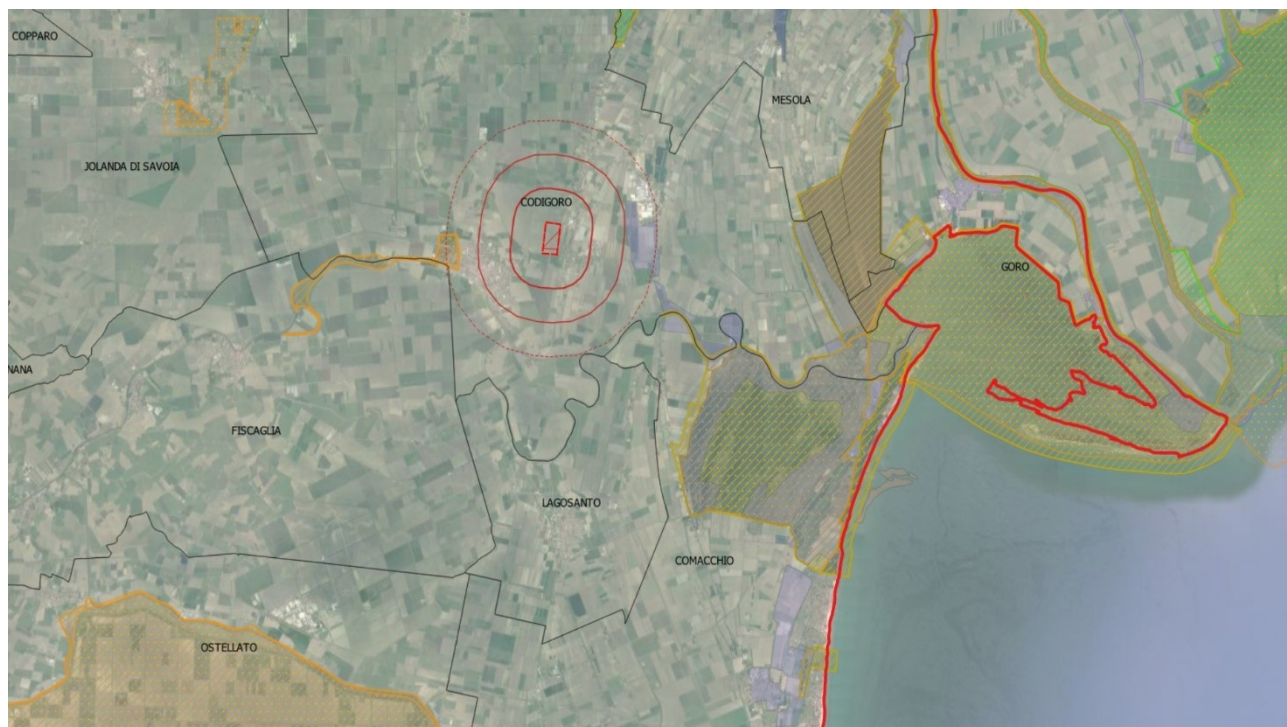 COPPARO
MESOLA
JOLANDA DI SAVOIA
CODIGORO
GORO
NANA
FISCAGLIA
LAGOSANTO
COMACCHIO
OSTELLATO